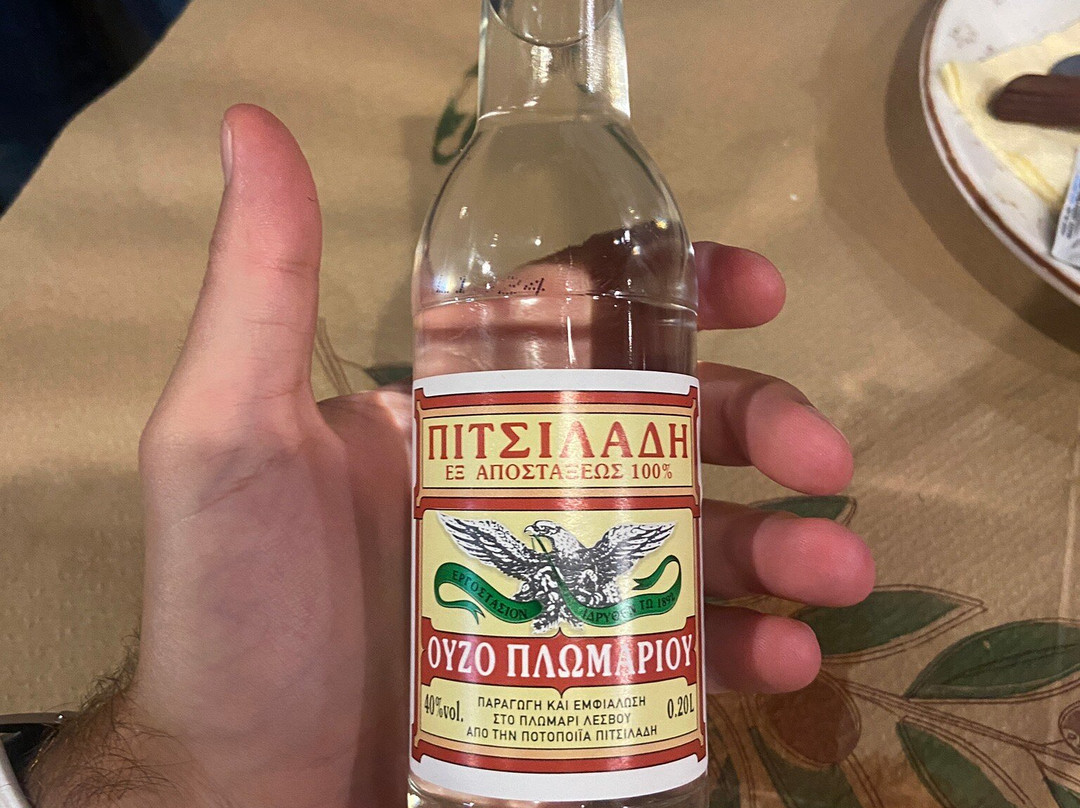 ΠΙΤΣΙΛΑΔΗ
ΕΞ ΑΠΟΣΤΑΞΕΩΣ 100%
ΕΡΓΟΣΤΑΣΙΟΝ
ΙΔΡΥΘΕΝ ΤΩ 1892
ΟΥΖΟ ΠΛΩΜΑΡΙΟΥ
40%vol.
ΠΑΡΑΓΩΓΗ ΚΑΙ ΕΜΦΙΑΛΩΣΗ
ΣΤΟ ΠΛΩΜΑΡΙ ΛΕΣΒΟΥ
ΑΠΟ ΤΗΝ ΠΟΤΟΠΟΙΪΑ ΠΙΤΣΙΛΑΔΗ
0.20L